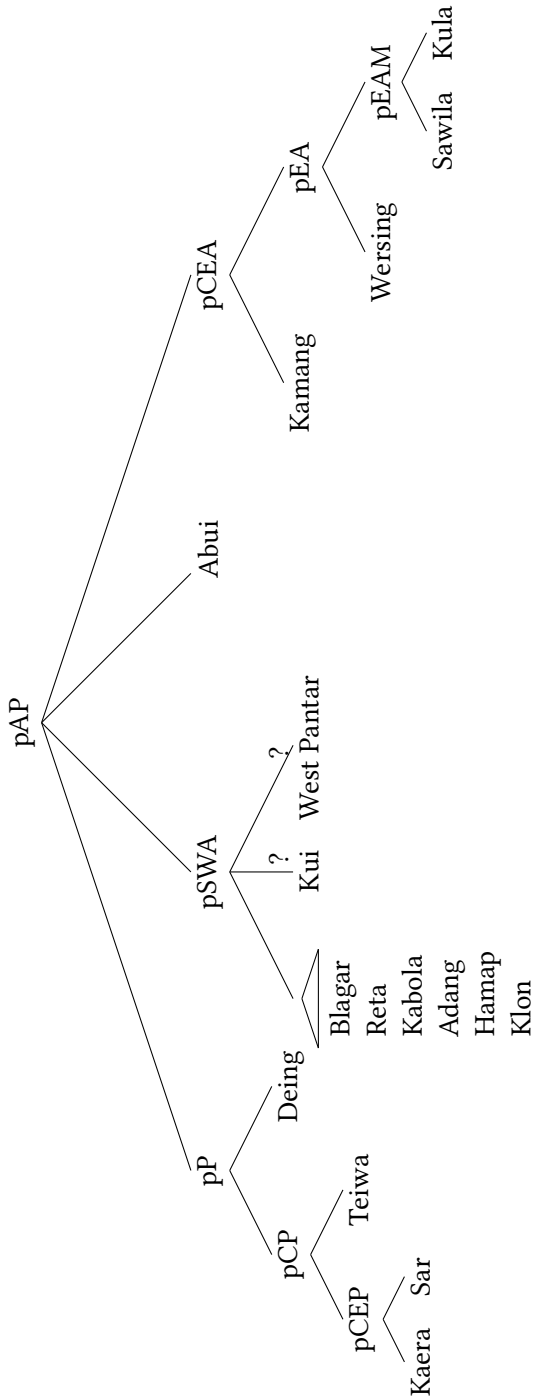 pAP
pP
pSWA
Abui
pCEA
pCP
Deing
?
?
Kui
West Pantar
Kamang
pEA
Blagar
Reta
Kabola
Adang
Hamap
Klon
pCEP
Teiwa
Wersing
pEAM
Kaera
Sar
Sawila
Kula